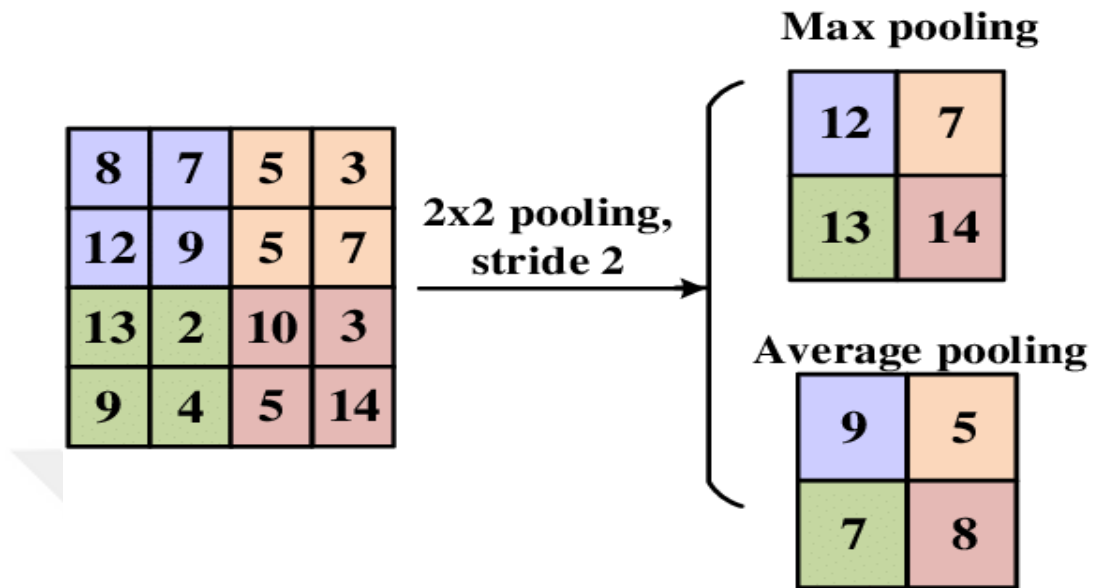 Max pooling
12 7
13 14
8 7 5 3
12 9 5 7
13 2 10 3
9 4 5 14
2x2 pooling,
stride 2
Average pooling
9 5
7 8